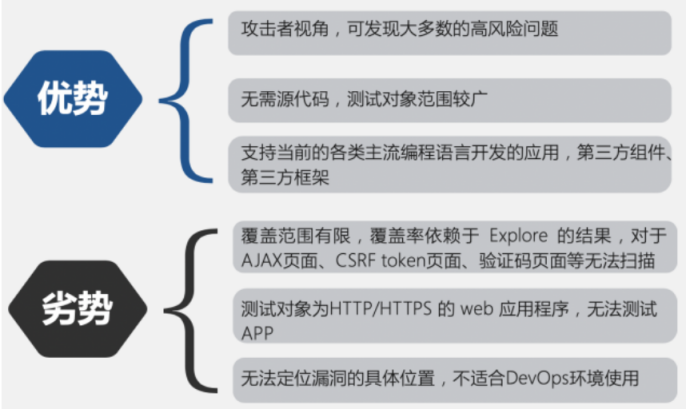 优势
攻击者视角，可发现大多数的高风险问题
无需源代码，测试对象范围较广
支持当前的各类主流编程语言开发的应用，第三方组件、
第三方框架
劣势
覆盖范围有限，覆盖率依赖于 Explore 的结果，对于
AJAX页面、CSRF token页面、验证码页面等无法扫描
测试对象为HTTP/HTTPS 的 web 应用程序，无法测试
APP
无法定位漏洞的具体位置，不适合DevOps环境使用